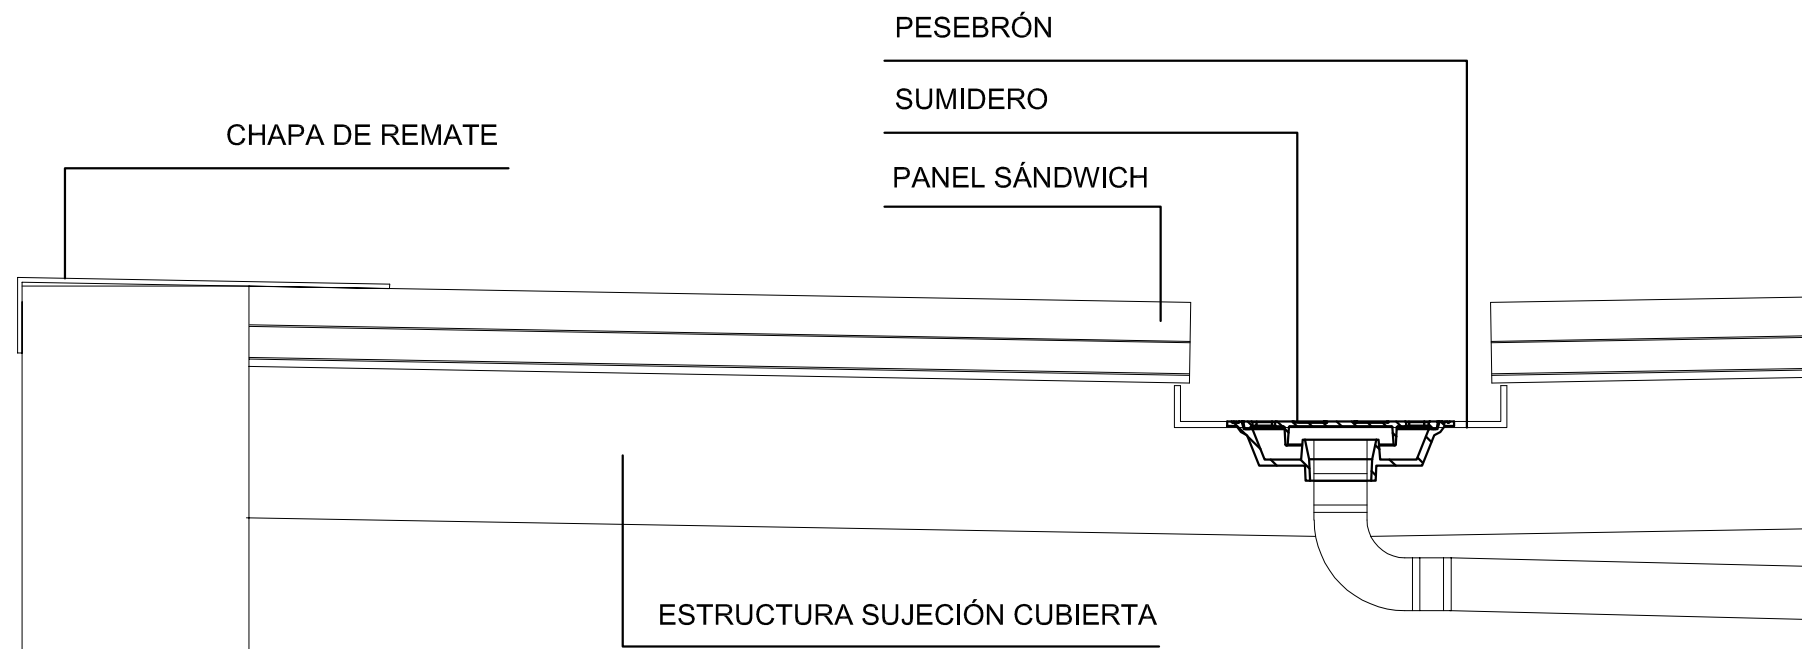 PESEBRÓN
SUMIDERO
CHAPA DE REMATE
PANEL SÁNDWICH
ESTRUCTURA SUJECIÓN CUBIERTA